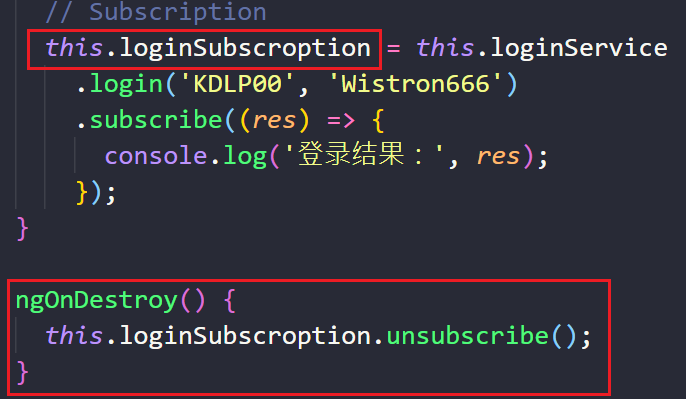 // Subscription
this.loginSubscroption = this.loginService
.login('KDLP00', 'Wistron666')
.subscribe((res) => {
console.log('登录结果：', res);
});
}
ngOnDestroy() {
this.loginSubscroption.unsubscribe();
}